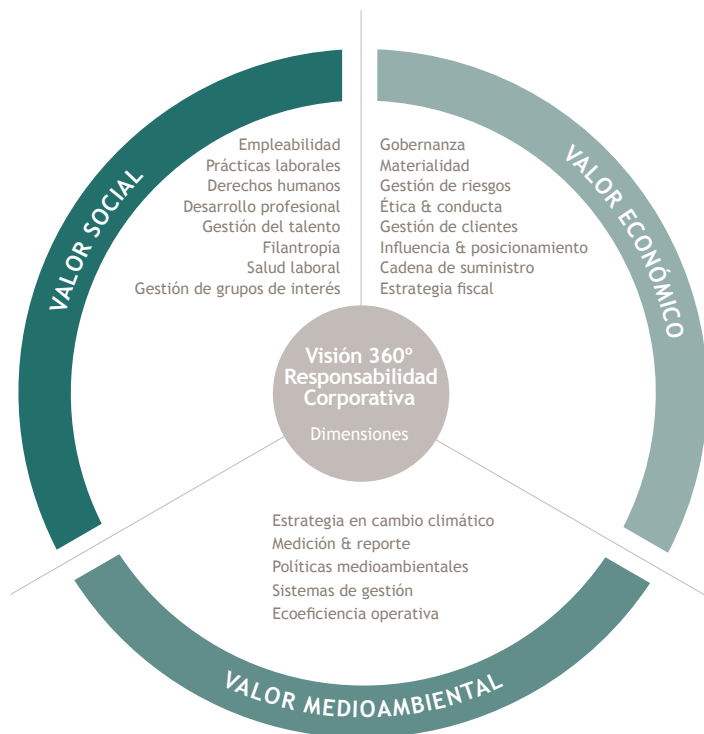 VALOR SOCIAL
Empleabilidad
Prácticas laborales
Derechos humanos
Desarrollo profesional
Gestión del talento
Filantropía
Salud laboral
Gestión de grupos de interés
VALOR ECONÓMICO
Gobernanza
Materialidad
Gestión de riesgos
Ética & conducta
Gestión de clientes
Influencia & posicionamiento
Cadena de suministro
Estrategia fiscal
Visión 360º
Responsabilidad
Corporativa
Dimensiones
Estrategia en cambio climático
Medición & reporte
Políticas medioambientales
Sistemas de gestión
Ecoeficiencia operativa
VALOR MEDIOAMBIENTAL